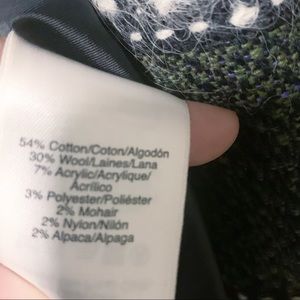 54% Cotton/Coton/Algodón
30% Wool/Laines/Lana
7% Acrylic/Acrylique/
Acrílico
3% Polyester/Poliéster
2% Mohair
2% Nylon/Nilón
2% Alpaca/Alpaga